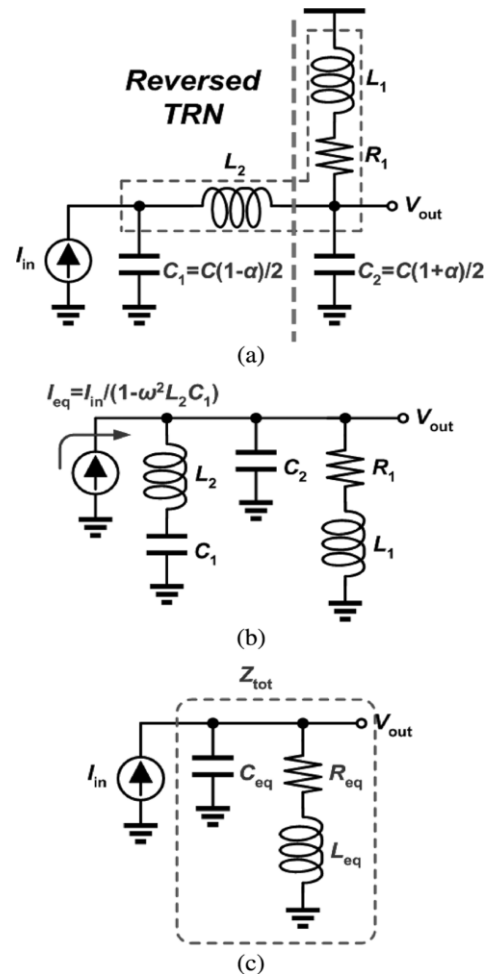 Reversed
TRN
L₁
R₁
L₂
Vout
Iin
C₁=C(1-α)/2
C₂=C(1+α)/2
(a)
Ieq=Iin/(1-ω²L₂C₁)
Vout
L₂
C₂
R₁
C₁
L₁
(b)
Ztot
Vout
Iin
Ceq
Req
Leq
(c)